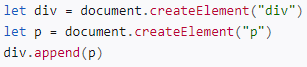 let div = document.createElement("div")
let p = document.createElement("p")
div.append(p)